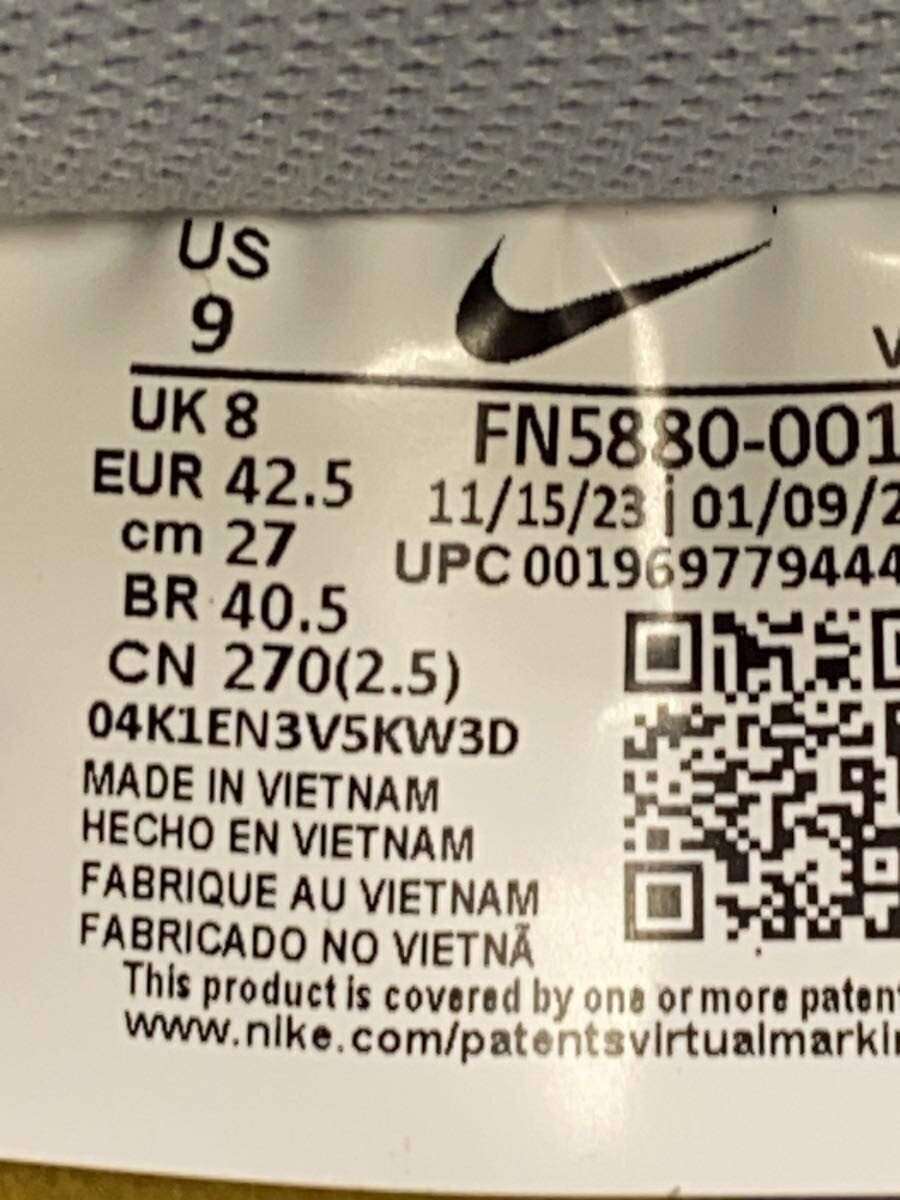 US
9
UK 8
EUR 42.5
cm 27
BR 40.5
CN 270(2.5)
04K1EN3V5KW3D
MADE IN VIETNAM
HECHO EN VIETNAM
FABRIQUE AU VIETNAM
FABRICADO NO VIETNÃ
FN5880-001
11/15/23 | 01/09/2
UPC 001969779444
This product is covered by one or more patent
www.nike.com/patentsvirtualmarkin